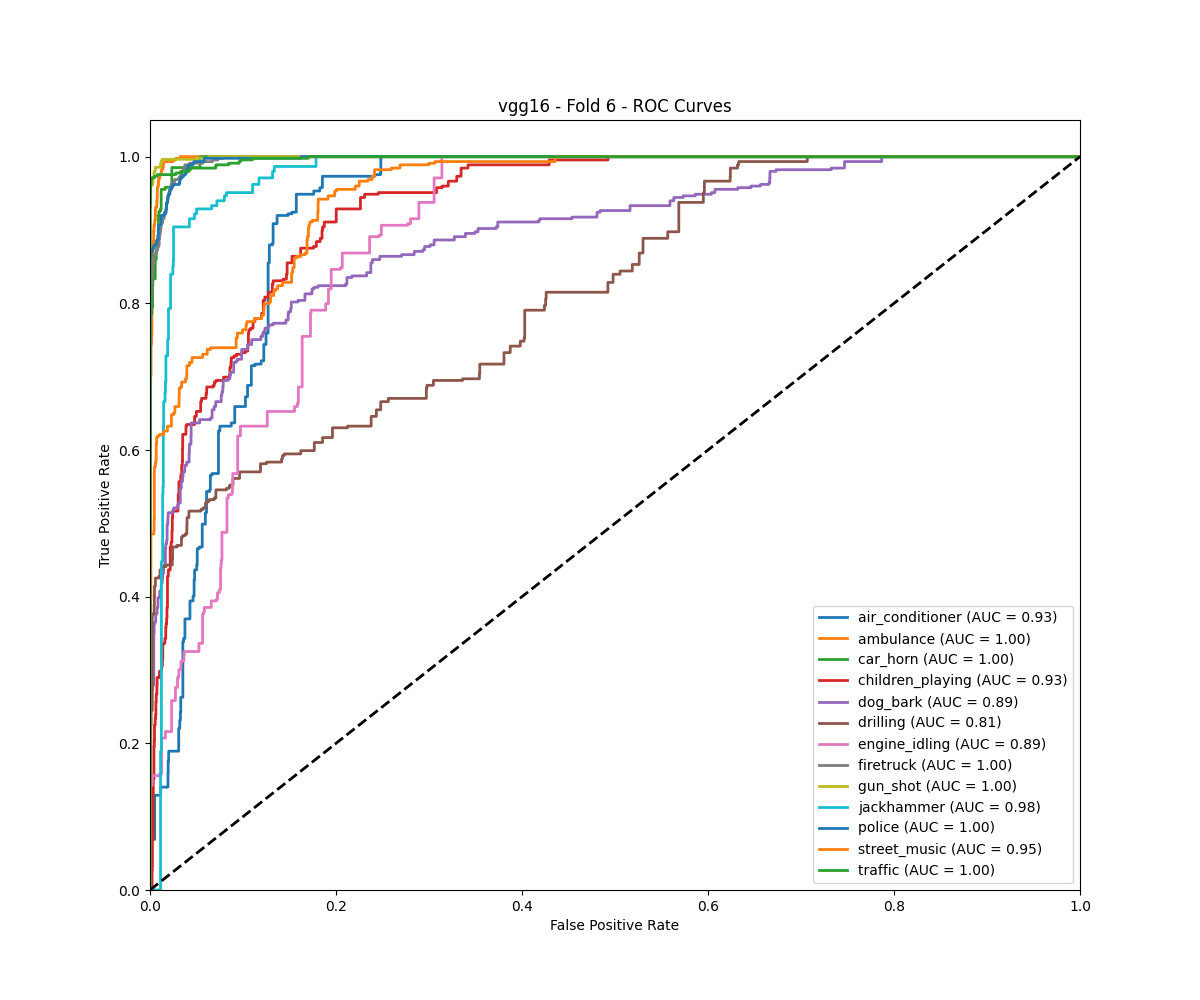 vgg16 - Fold 6 - ROC Curves
True Positive Rate
1.0
0.8
0.6
0.4
0.2
0.0
0.0 0.2 0.4 0.6 0.8 1.0
False Positive Rate
air_conditioner (AUC = 0.93)
ambulance (AUC = 1.00)
car_horn (AUC = 1.00)
children_playing (AUC = 0.93)
dog_bark (AUC = 0.89)
drilling (AUC = 0.81)
engine_idling (AUC = 0.89)
firetruck (AUC = 1.00)
gun_shot (AUC = 1.00)
jackhammer (AUC = 0.98)
police (AUC = 1.00)
street_music (AUC = 0.95)
traffic (AUC = 1.00)